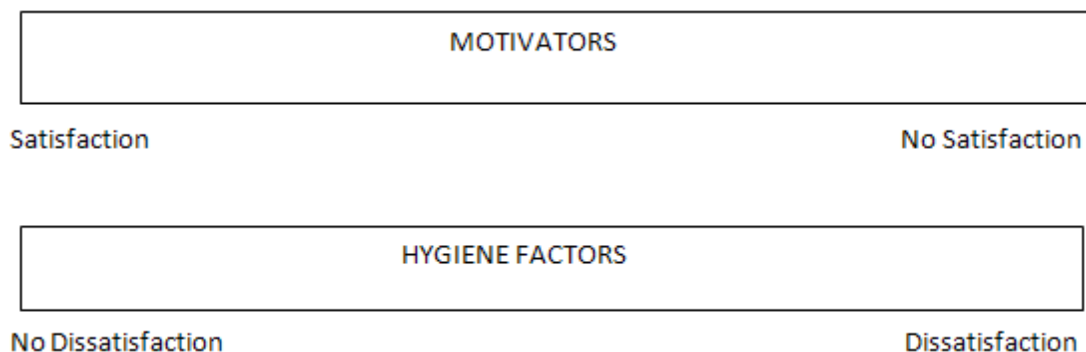 MOTIVATORS
Satisfaction No Satisfaction
HYGIENE FACTORS
No Dissatisfaction Dissatisfaction